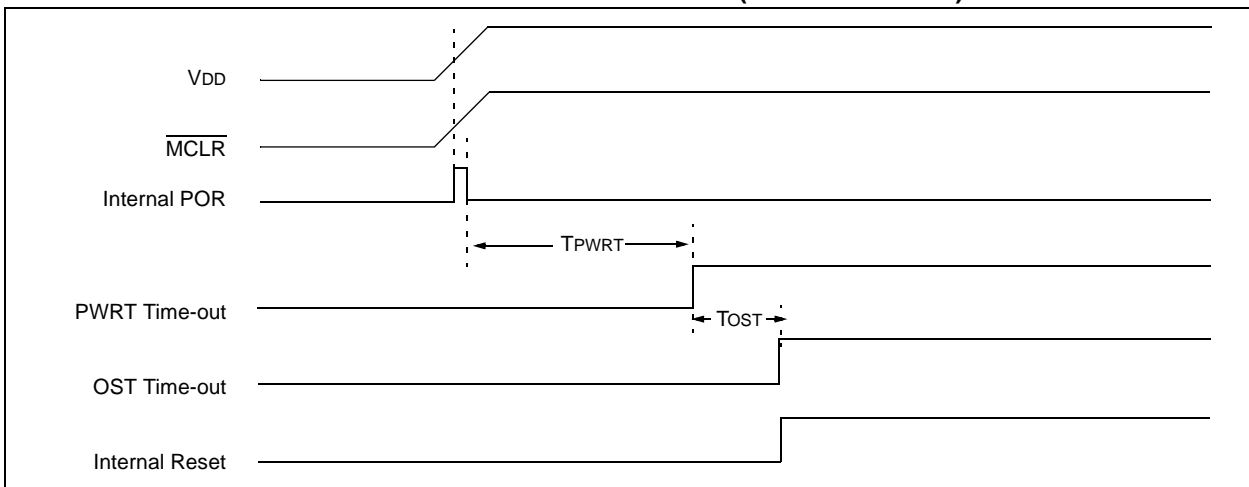 VDD
MCLR
Internal POR
TPWRT
PWRT Time-out
TOST
OST Time-out
Internal Reset